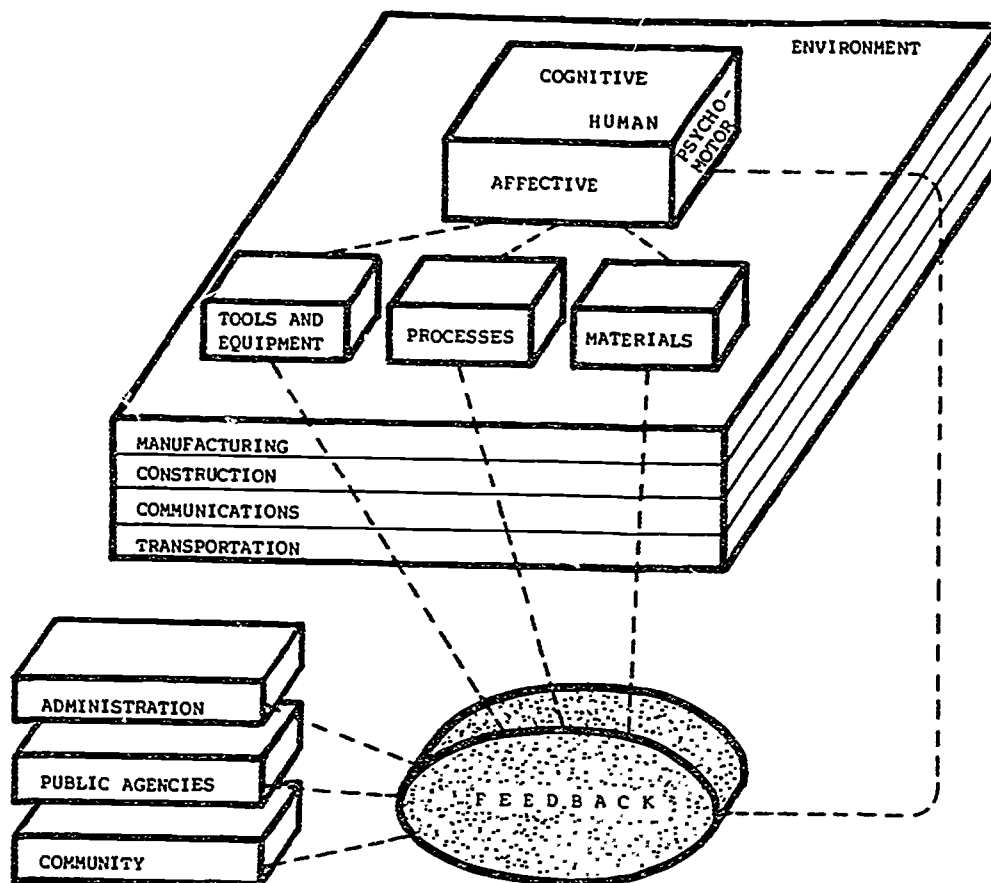 ENVIRONMENT
COGNITIVE
HUMAN
PSYCHO-
MOTOR
AFFECTIVE
TOOLS AND
EQUIPMENT
PROCESSES
MATERIALS
MANUFACTURING
CONSTRUCTION
COMMUNICATIONS
TRANSPORTATION
ADMINISTRATION
PUBLIC AGENCIES
COMMUNITY
FEEDBACK